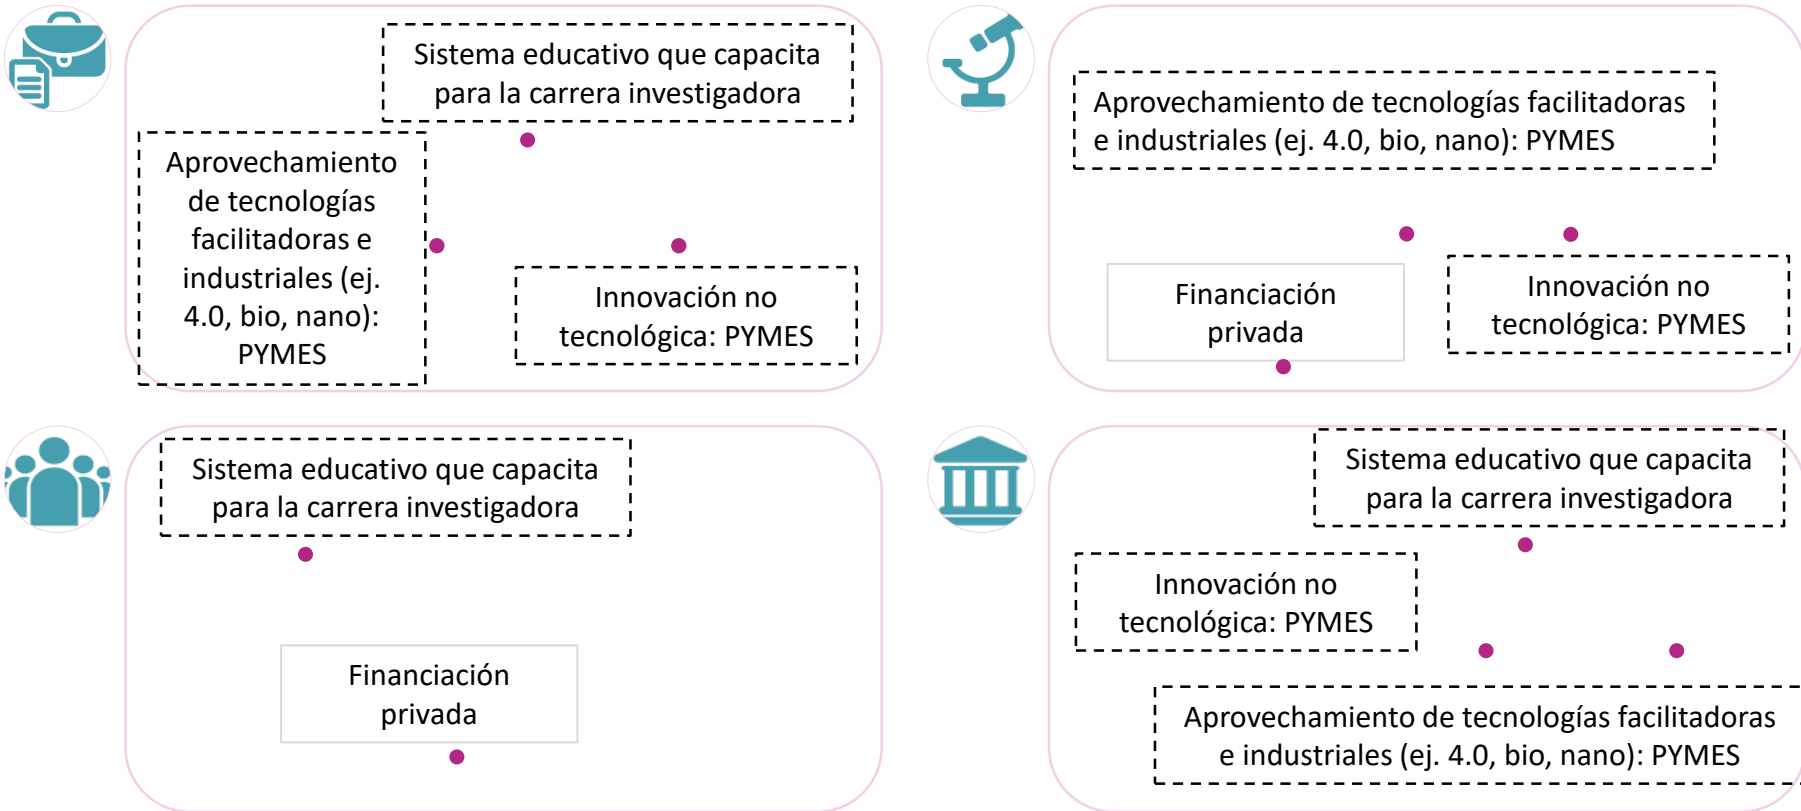 Sistema educativo que capacita
para la carrera investigadora
Aprovechamiento
de tecnologías
facilitadoras e
industriales (ej.
4.0, bio, nano):
PYMES
Innovación no
tecnológica: PYMES
Aprovechamiento de tecnologías facilitadoras
e industriales (ej. 4.0, bio, nano): PYMES
Financiación
privada
Innovación no
tecnológica: PYMES
Sistema educativo que capacita
para la carrera investigadora
Financiación
privada
Sistema educativo que capacita
para la carrera investigadora
Innovación no
tecnológica: PYMES
Aprovechamiento de tecnologías facilitadoras
e industriales (ej. 4.0, bio, nano): PYMES